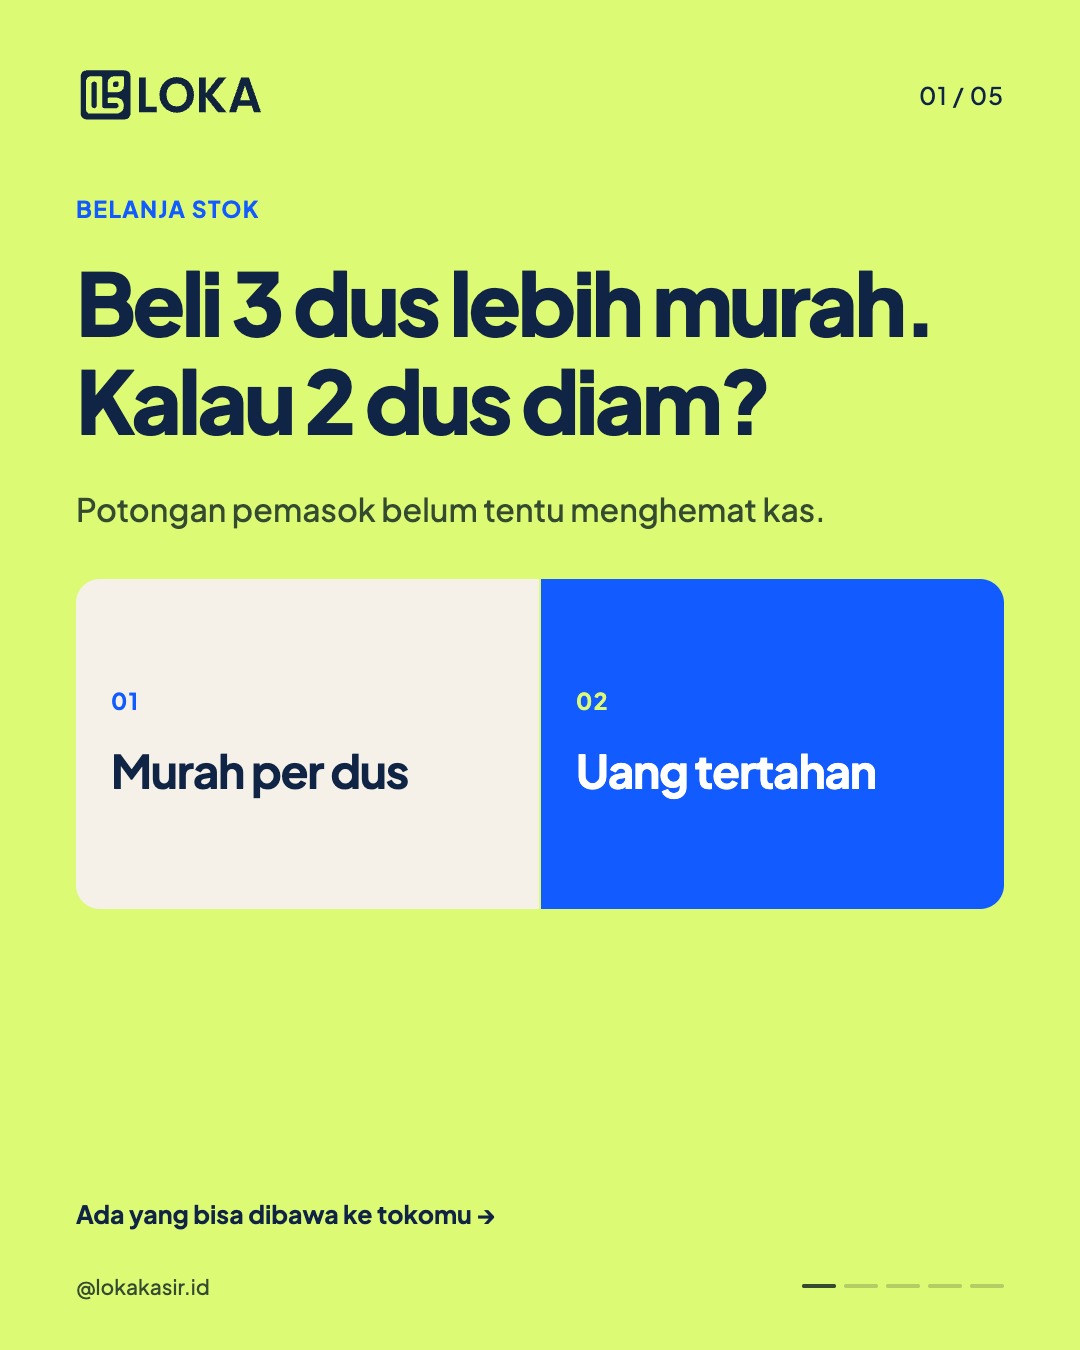 LOKA
01 / 05
BELANJA STOK
Beli 3 dus lebih murah.
Kalau 2 dus diam?
Potongan pemasok belum tentu menghemat kas.
01
Murah per dus
02
Uang tertahan
Ada yang bisa dibawa ke tokomu →
@lokakasir.id